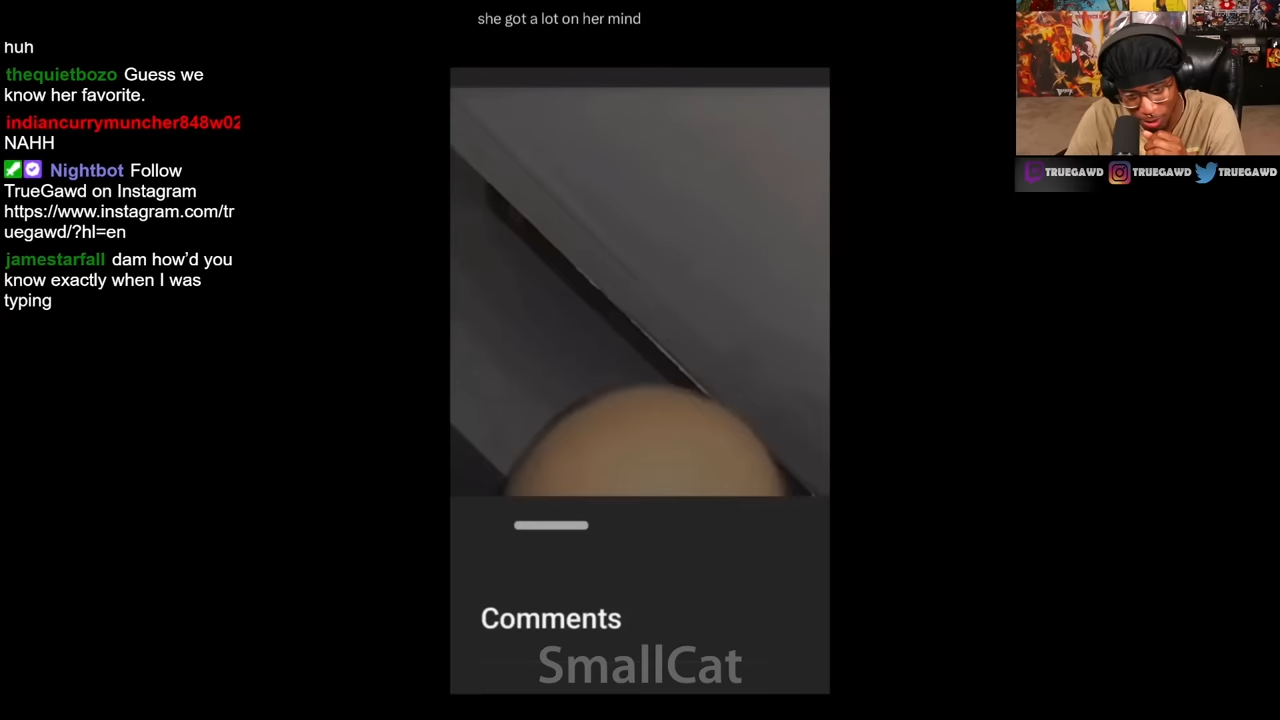 she got a lot on her mind
huh
thequietbozo Guess we
know her favorite.
indiancurrymuncher848w02
NAHH
Nightbot Follow
TrueGawd on Instagram
https://www.instagram.com/tr
uegawd/?hl=en
jamestarfall dam how’d you
know exactly when I was
typing
TRUEGAWD TRUEGAWD TRUEGAWD
Comments
SmallCat